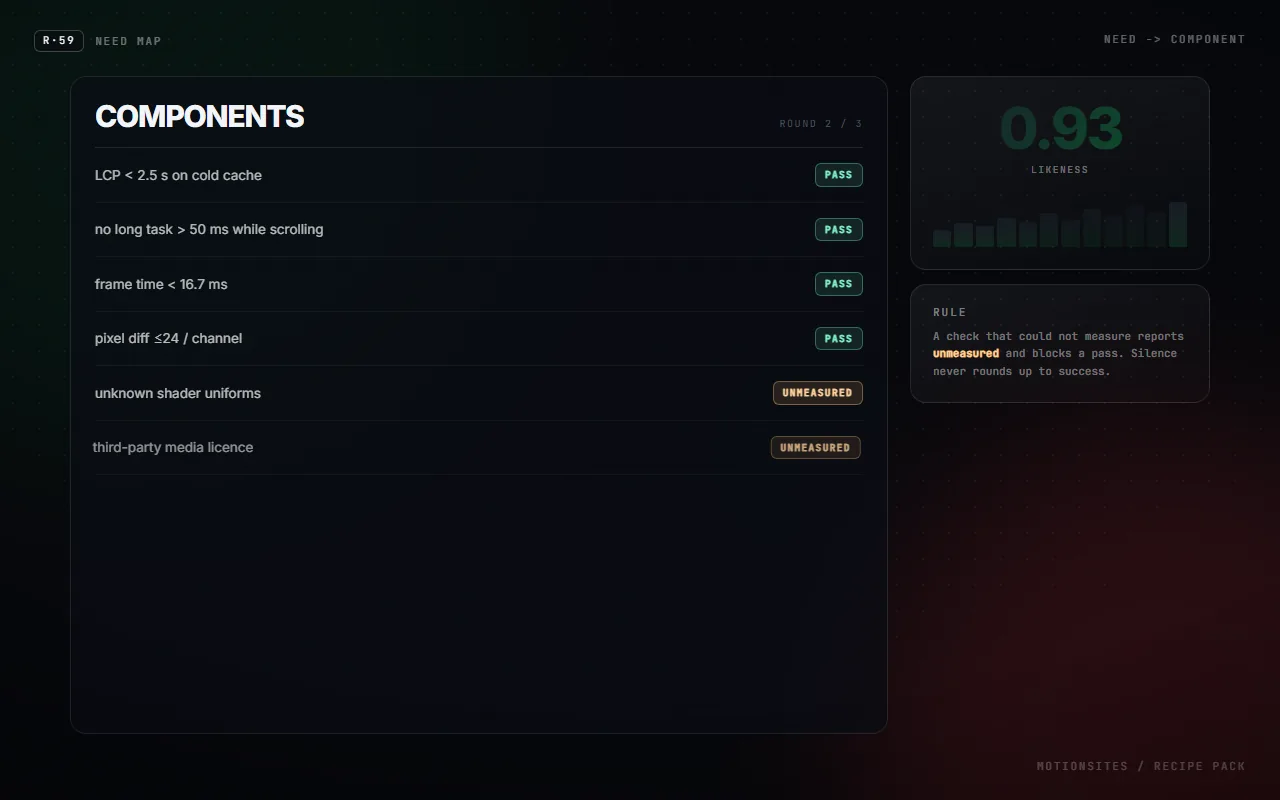 R·59 NEED MAP
NEED -> COMPONENT
COMPONENTS
ROUND 2 / 3
LCP < 2.5 s on cold cache PASS
no long task > 50 ms while scrolling PASS
frame time < 16.7 ms PASS
pixel diff ≤24 / channel PASS
unknown shader uniforms UNMEASURED
third-party media licence UNMEASURED
0.93
LIKENESS
RULE
A check that could not measure reports
unmeasured and blocks a pass. Silence
never rounds up to success.
MOTIONSITES / RECIPE PACK